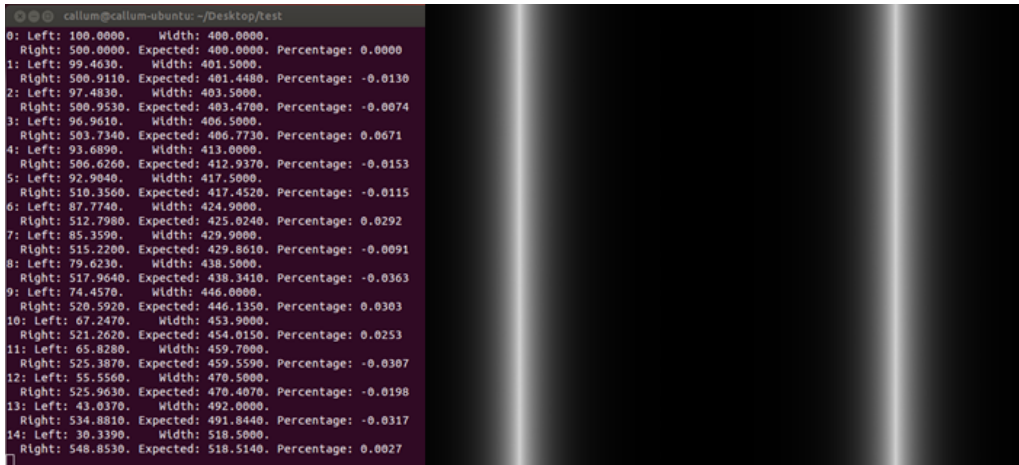 callum@callum-ubuntu: ~/Desktop/test
0: Left: 100.0000. Width: 400.0000.
Right: 500.0000. Expected: 400.0000. Percentage: 0.0000
1: Left: 99.4630. Width: 401.5000.
Right: 500.9110. Expected: 401.4480. Percentage: -0.0130
2: Left: 97.4830. Width: 403.5000.
Right: 500.9530. Expected: 403.4700. Percentage: -0.0074
3: Left: 96.9610. Width: 406.5000.
Right: 503.7340. Expected: 406.7730. Percentage: 0.0671
4: Left: 93.6890. Width: 413.0000.
Right: 506.6260. Expected: 412.9370. Percentage: -0.0153
5: Left: 92.9040. Width: 417.5000.
Right: 510.3560. Expected: 417.4520. Percentage: -0.0115
6: Left: 87.7740. Width: 424.9000.
Right: 512.7980. Expected: 425.0240. Percentage: 0.0292
7: Left: 85.3590. Width: 429.9000.
Right: 515.2200. Expected: 429.8610. Percentage: -0.0091
8: Left: 79.6230. Width: 438.5000.
Right: 517.9640. Expected: 438.3410. Percentage: -0.0363
9: Left: 74.4570. Width: 446.0000.
Right: 520.5920. Expected: 446.1350. Percentage: 0.0303
10: Left: 67.2470. Width: 453.9000.
Right: 521.2620. Expected: 454.0150. Percentage: 0.0253
11: Left: 65.8280. Width: 459.7000.
Right: 525.3870. Expected: 459.5590. Percentage: -0.0307
12: Left: 55.5560. Width: 470.5000.
Right: 525.9630. Expected: 470.4070. Percentage: -0.0198
13: Left: 43.0370. Width: 492.0000.
Right: 534.8810. Expected: 491.8440. Percentage: -0.0317
14: Left: 30.3390. Width: 518.5000.
Right: 548.8530. Expected: 518.5140. Percentage: 0.0027